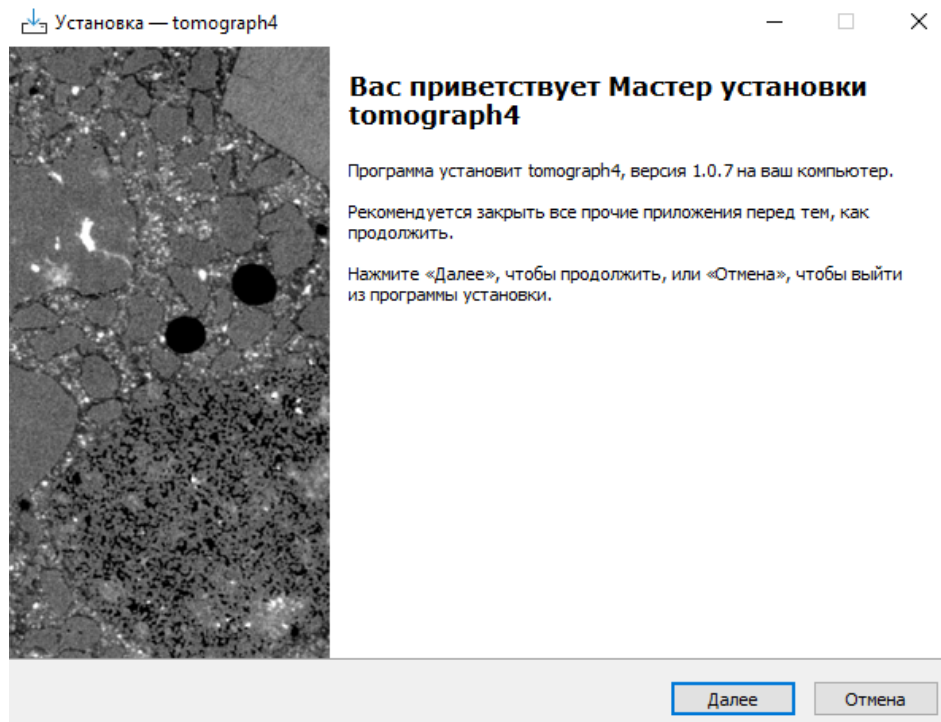 Установка — tomograph4
Вас приветствует Мастер установки
tomograph4
Программа установит tomograph4, версия 1.0.7 на ваш компьютер.
Рекомендуется закрыть все прочие приложения перед тем, как
продолжить.
Нажмите «Далее», чтобы продолжить, или «Отмена», чтобы выйти
из программы установки.
Далее
Отмена